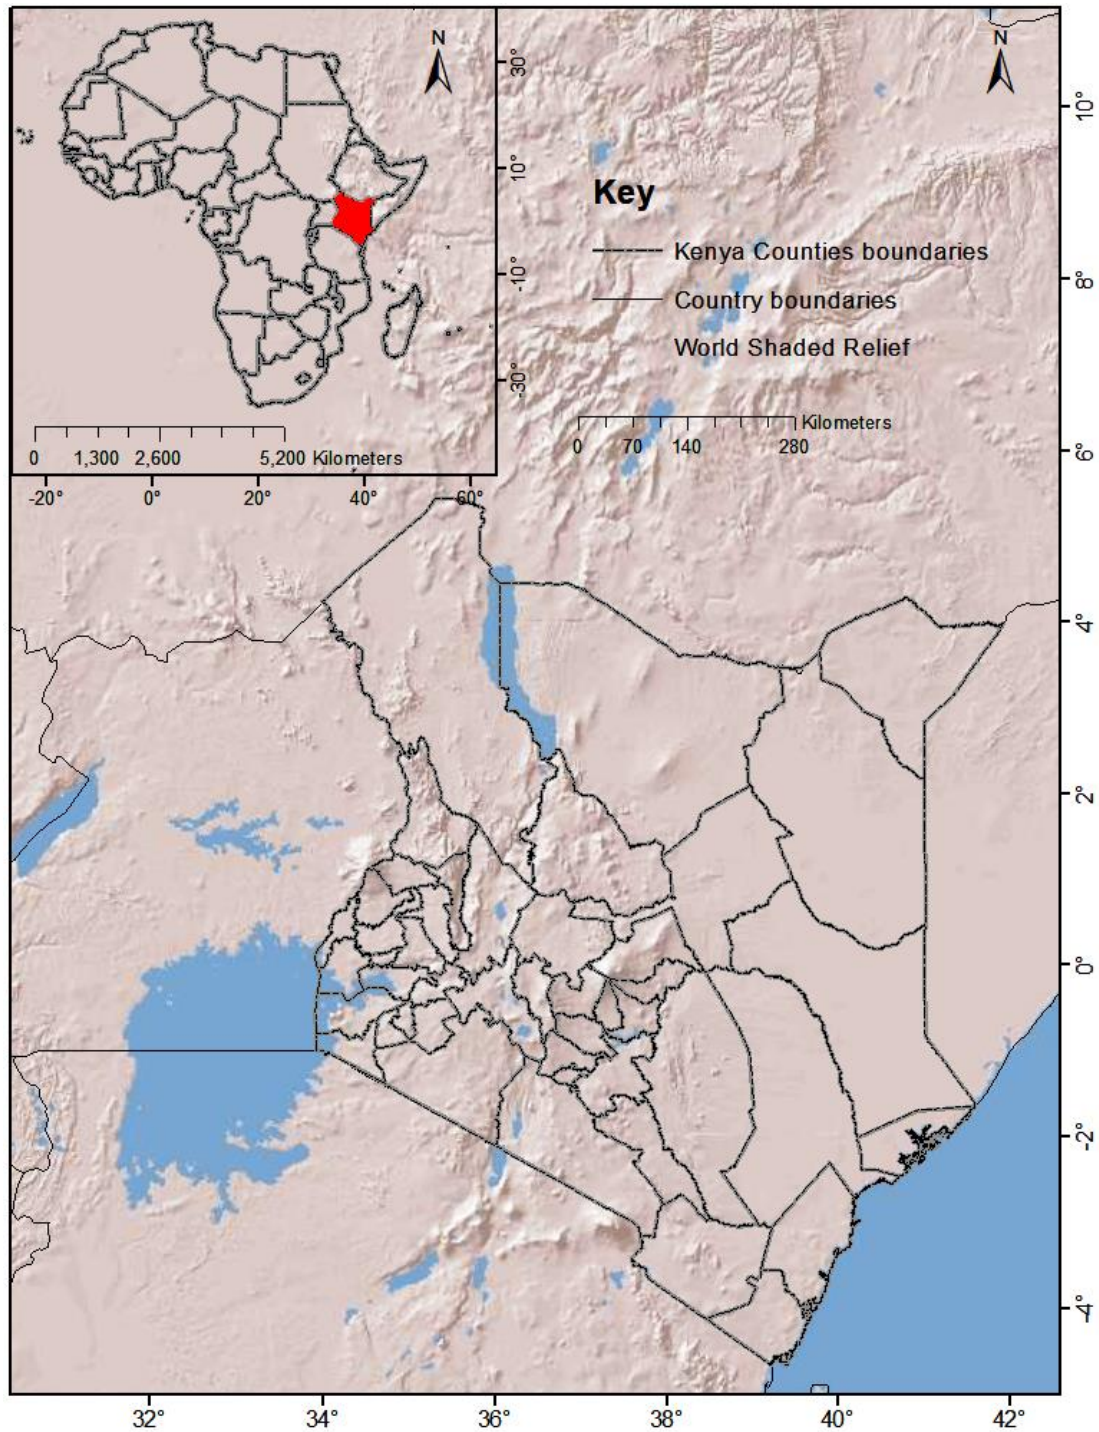 N
N
30°
10°
-10°
-30°
10°
8°
6°
4°
2°
0°
-2°
-4°
Key
Kenya Counties boundaries
Country boundaries
World Shaded Relief
Kilometers
0 70 140 280
0 1,300 2,600 5,200 Kilometers
-20° 0° 20° 40° 60°
32° 34° 36° 38° 40° 42°